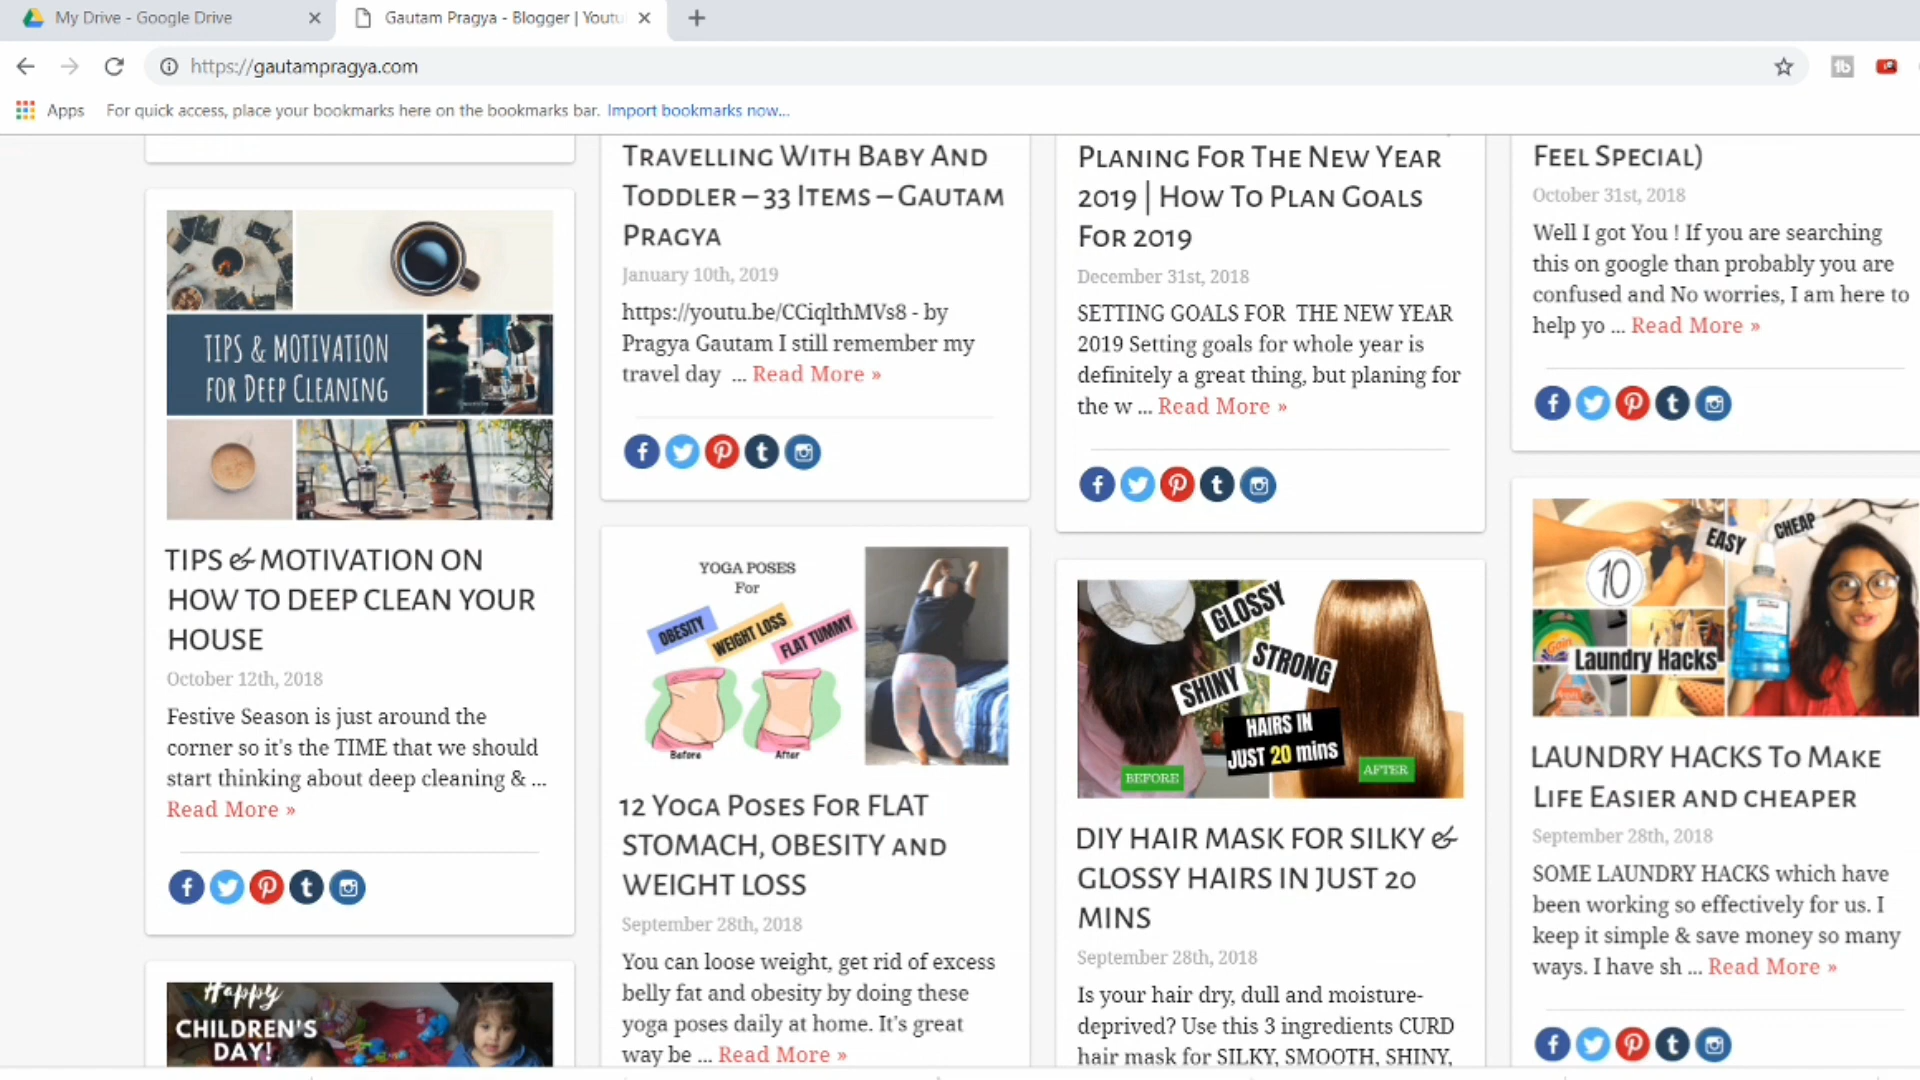 My Drive - Google Drive
Gautam Pragya - Blogger | Youtu
https://gautampragya.com
Apps
For quick access, place your bookmarks here on the bookmarks bar. Import bookmarks now...
TIPS & MOTIVATION
FOR DEEP CLEANING
TIPS & MOTIVATION ON
HOW TO DEEP CLEAN YOUR
HOUSE
October 12th, 2018
Festive Season is just around the
corner so it's the TIME that we should
start thinking about deep cleaning & ...
Read More »
Happy
CHILDREN'S
DAY!
TRAVELLING WITH BABY AND
TODDLER – 33 ITEMS – GAUTAM
PRAGYA
January 10th, 2019
https://youtu.be/CCiqlthMVs8 - by
Pragya Gautam I still remember my
travel day ... Read More »
YOGA POSES
For
OBESITY
WEIGHT LOSS
FLAT TUMMY
Before
After
12 YOGA POSES FOR FLAT
STOMACH, OBESITY AND
WEIGHT LOSS
September 28th, 2018
You can loose weight, get rid of excess
belly fat and obesity by doing these
yoga poses daily at home. It's great
way be ... Read More »
PLANING FOR THE NEW YEAR
2019 | HOW TO PLAN GOALS
FOR 2019
December 31st, 2018
SETTING GOALS FOR THE NEW YEAR
2019 Setting goals for whole year is
definitely a great thing, but planing for
the w ... Read More »
GLOSSY
STRONG
SHINY
HAIRS IN
JUST 20 mins
BEFORE
AFTER
DIY HAIR MASK FOR SILKY &
GLOSSY HAIRS IN JUST 20
MINS
September 28th, 2018
Is your hair dry, dull and moisture-
deprived? Use this 3 ingredients CURD
hair mask for SILKY, SMOOTH, SHINY,
FEEL SPECIAL)
October 31st, 2018
Well I got You ! If you are searching
this on google than probably you are
confused and No worries, I am here to
help yo ... Read More »
EASY
CHEAP
10
Gain
Laundry Hacks
LAUNDRY HACKS TO MAKE
LIFE EASIER AND CHEAPER
September 28th, 2018
SOME LAUNDRY HACKS which have
been working so effectively for us. I
keep it simple & save money so many
ways. I have sh ... Read More »